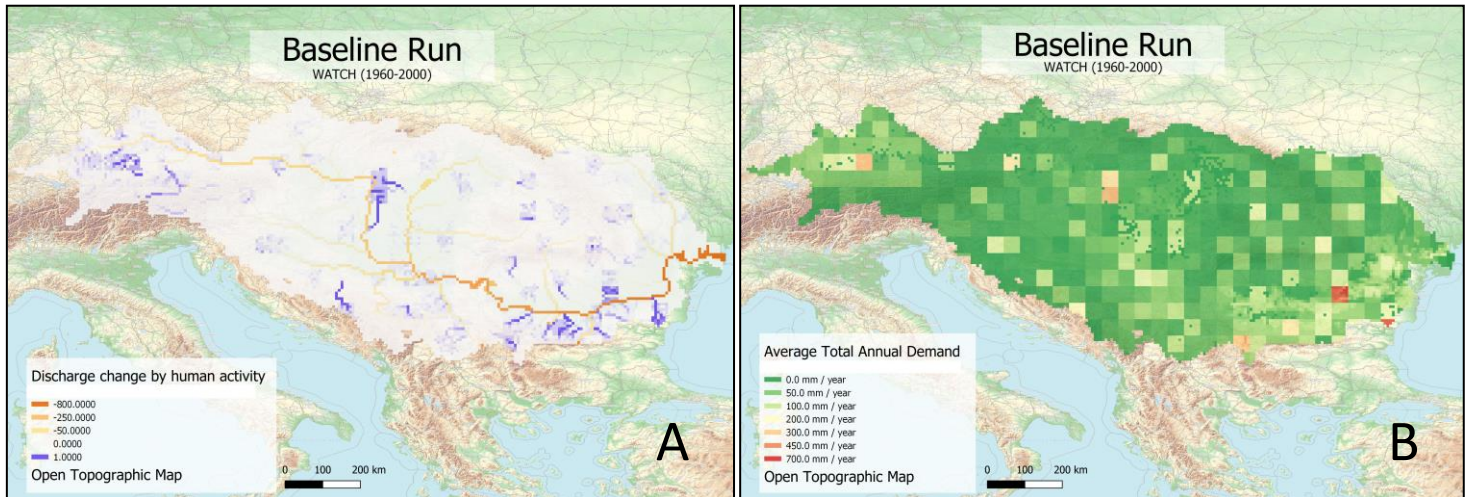 Baseline Run
WATCH (1960-2000)
Discharge change by human activity
-800.0000
-250.0000
-50.0000
0.0000
1.0000
Open Topographic Map
0 100 200 km
A
Baseline Run
WATCH (1960-2000)
Average Total Annual Demand
0.0 mm / year
50.0 mm / year
100.0 mm / year
200.0 mm / year
300.0 mm / year
450.0 mm / year
700.0 mm / year
Open Topographic Map
0 100 200 km
B